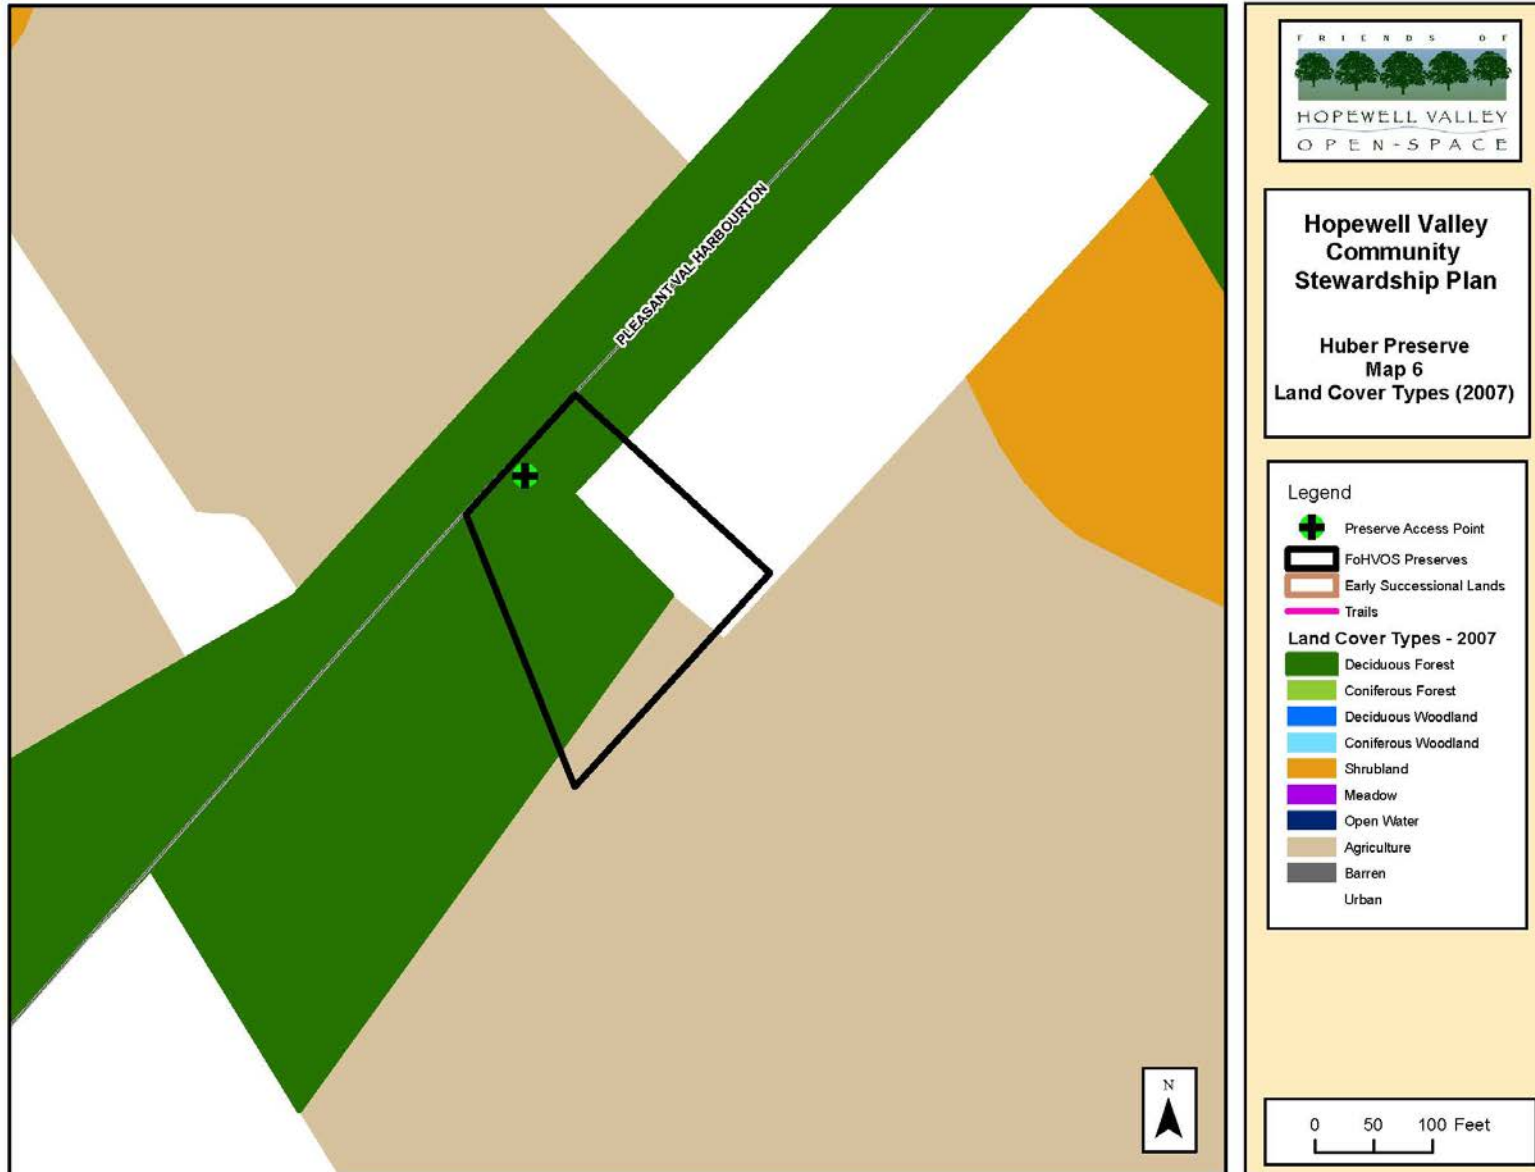 PLEASANT VAL HARBOURTON
N
FRIENDS OF
HOPEWELL VALLEY
OPEN-SPACE
Hopewell Valley
Community
Stewardship Plan
Huber Preserve
Map 6
Land Cover Types (2007)
Legend
Preserve Access Point
FoHVOS Preserves
Early Successional Lands
Trails
Land Cover Types - 2007
Deciduous Forest
Coniferous Forest
Deciduous Woodland
Coniferous Woodland
Shrubland
Meadow
Open Water
Agriculture
Barren
Urban
0 50 100 Feet